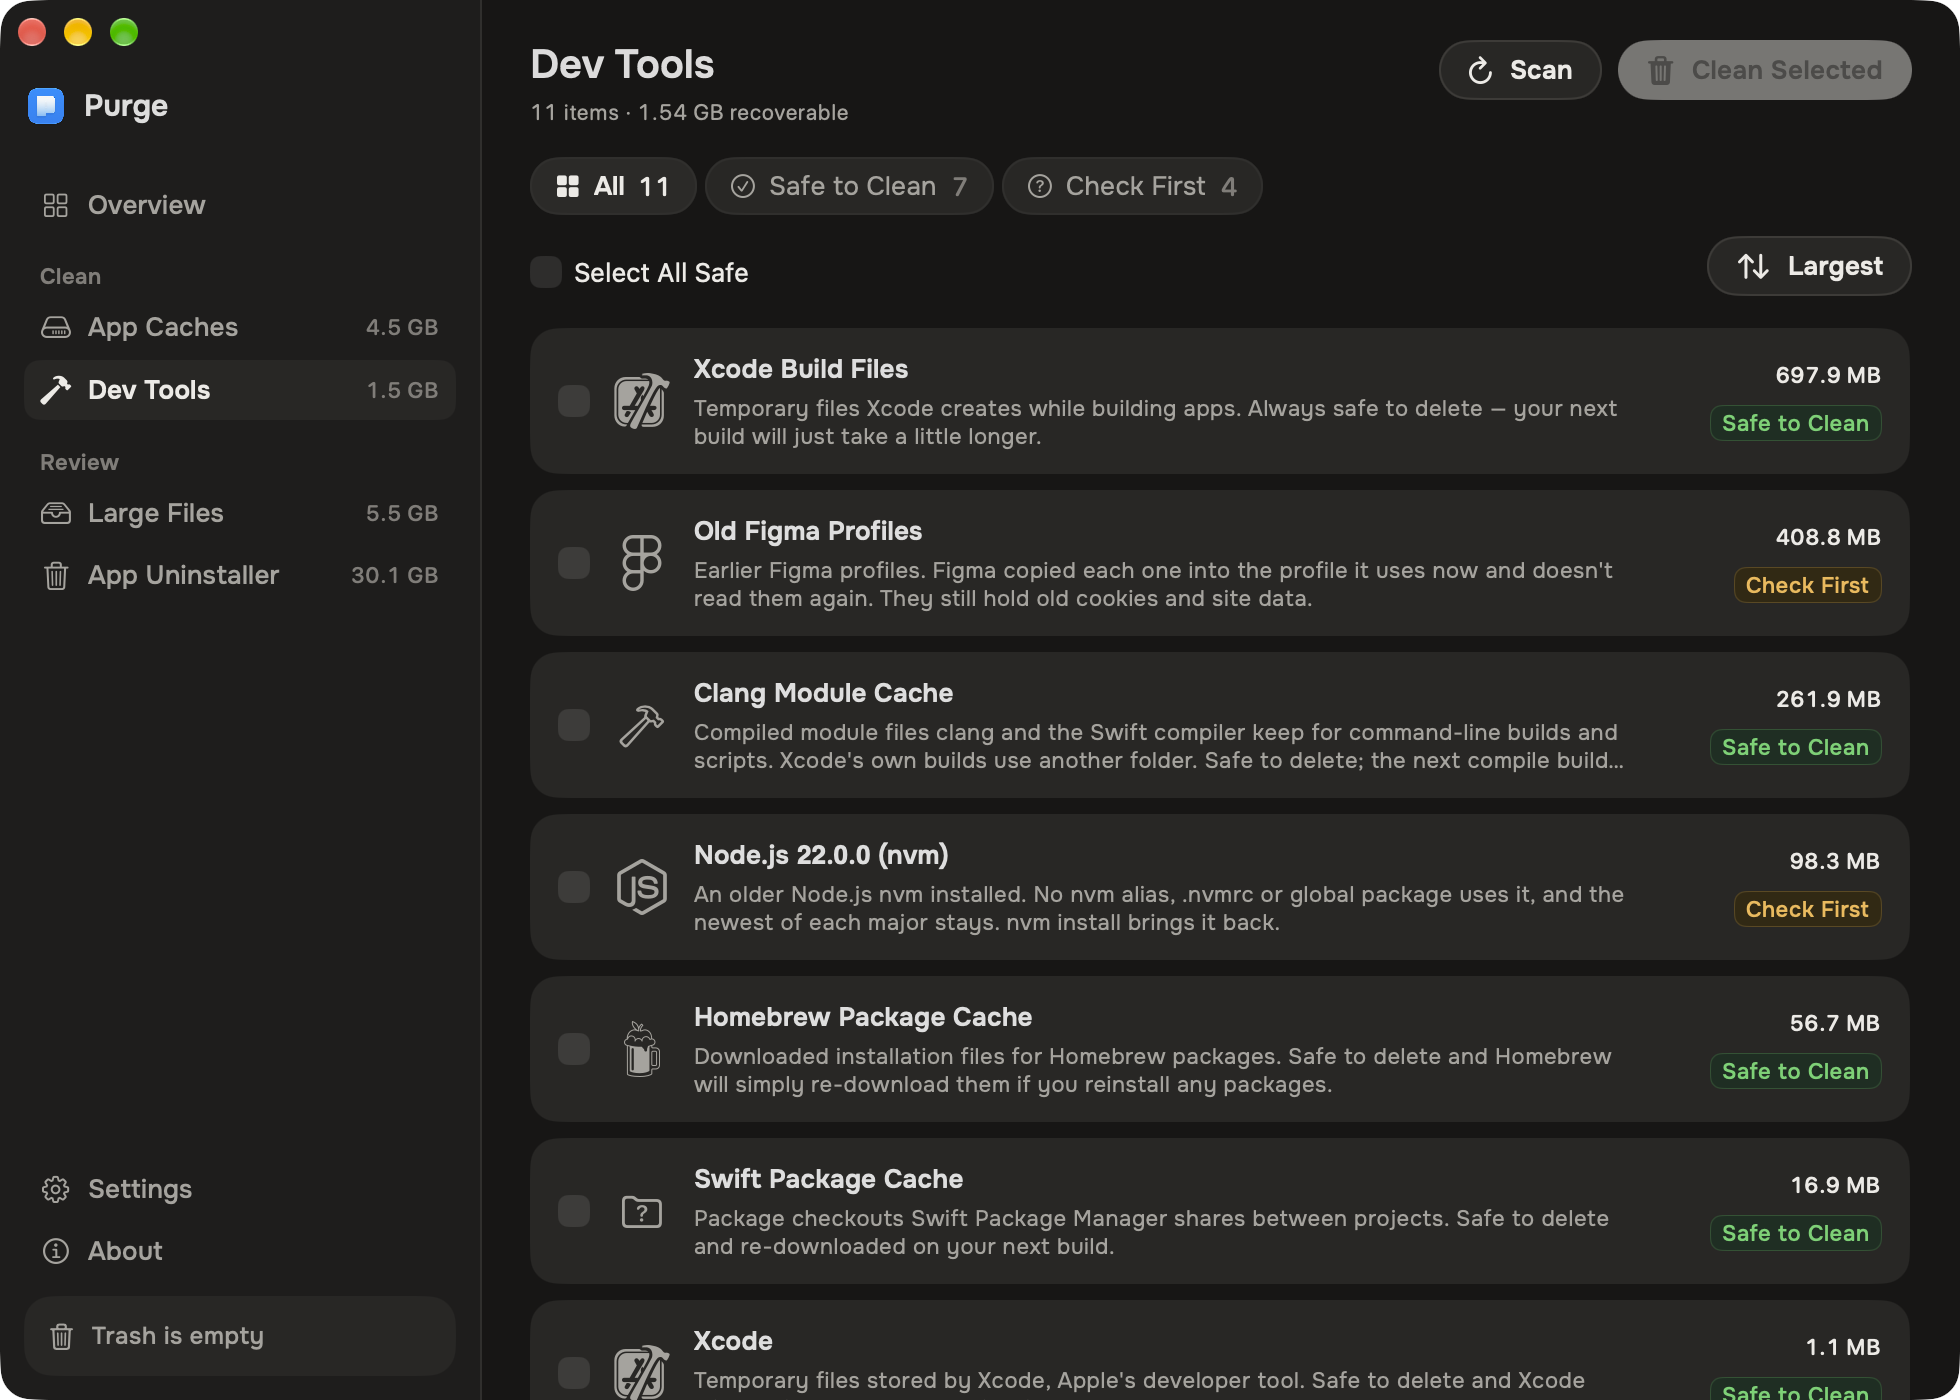 Purge
Overview
Clean
App Caches 4.5 GB
Dev Tools 1.5 GB
Review
Large Files 5.5 GB
App Uninstaller 30.1 GB
Settings
About
Trash is empty
Dev Tools
11 items · 1.54 GB recoverable
Scan
Clean Selected
All 11
Safe to Clean 7
Check First 4
Select All Safe
Largest
Xcode Build Files
Temporary files Xcode creates while building apps. Always safe to delete — your next
build will just take a little longer.
697.9 MB
Safe to Clean
Old Figma Profiles
Earlier Figma profiles. Figma copied each one into the profile it uses now and doesn't
read them again. They still hold old cookies and site data.
408.8 MB
Check First
Clang Module Cache
Compiled module files clang and the Swift compiler keep for command-line builds and
scripts. Xcode's own builds use another folder. Safe to delete; the next compile build...
261.9 MB
Safe to Clean
JS
Node.js 22.0.0 (nvm)
An older Node.js nvm installed. No nvm alias, .nvmrc or global package uses it, and the
newest of each major stays. nvm install brings it back.
98.3 MB
Check First
Homebrew Package Cache
Downloaded installation files for Homebrew packages. Safe to delete and Homebrew
will simply re-download them if you reinstall any packages.
56.7 MB
Safe to Clean
Swift Package Cache
Package checkouts Swift Package Manager shares between projects. Safe to delete
and re-downloaded on your next build.
16.9 MB
Safe to Clean
Xcode
Temporary files stored by Xcode, Apple's developer tool. Safe to delete and Xcode
1.1 MB
Safe to Clean